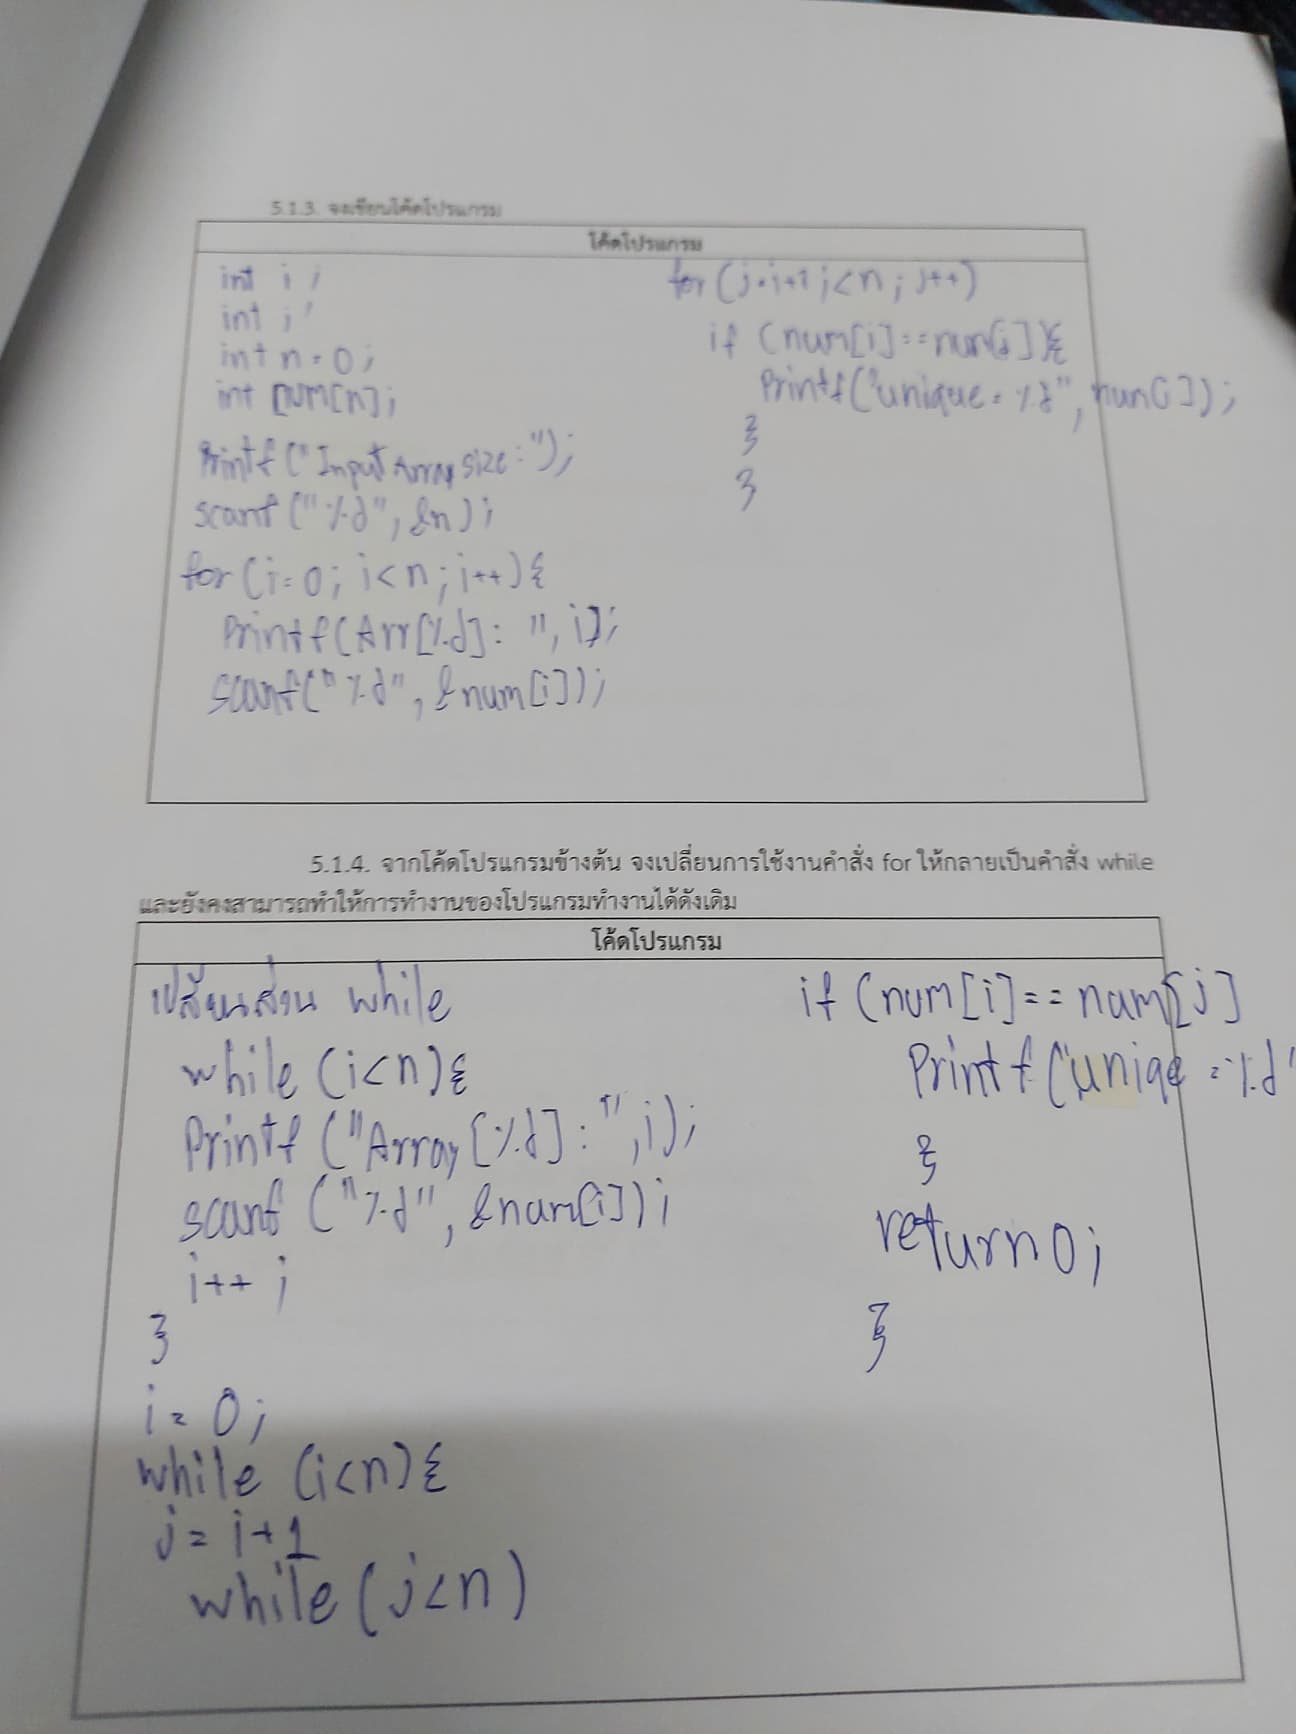 5.1.3. จงเขียนโค้ดโปรแกรม
โค้ดโปรแกรม
int i ;
int j ;
int n = 0 ;
int num[n];
Printf ("Input Array size : ");
scanf ("%d", &n) ;
for (i = 0 ; i < n ; i++) {
Printf (Arr[%d] : ", i];
scanf("%d", &num[i]);
for (j = i+1 ; j<n ; j++)
if (num[i]==num[j]){
Printf("unique = %d", num[i]);
}
}
5.1.4. จากโค้ดโปรแกรมข้างต้น จงเปลี่ยนการใช้งานคำสั่ง for ให้กลายเป็นคำสั่ง while
และยังคงสามารถทำให้การทำงานของโปรแกรมทำงานได้ดังเดิม
โค้ดโปรแกรม
เปลี่ยนส่วน while
while (i<n){
Printf ("Array[%d] : ", i);
scanf ("%d", &num[i]) ;
i++ ;
}
i = 0 ;
while (i<n) {
j = i+1
while (j<n)
if (num[i]== num[j]
Printf ("uniqe = %d"
}
return 0 ;
}